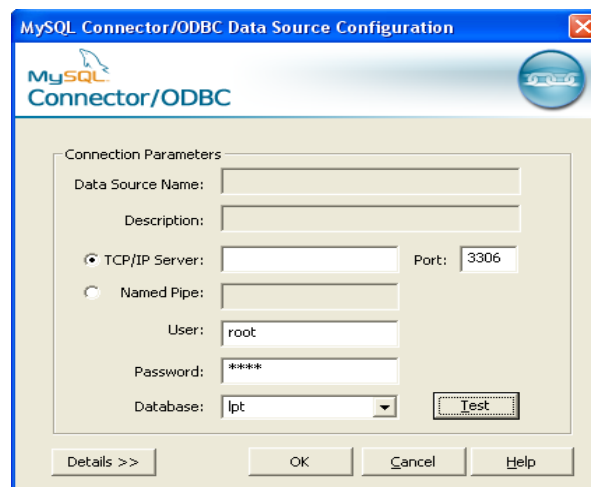 MySQL Connector/ODBC Data Source Configuration
MySQL
Connector/ODBC
Connection Parameters
Data Source Name:
Description:
TCP/IP Server: Port: 3306
Named Pipe:
User: root
Password: ****
Database: lpt Test
Details >> OK Cancel Help